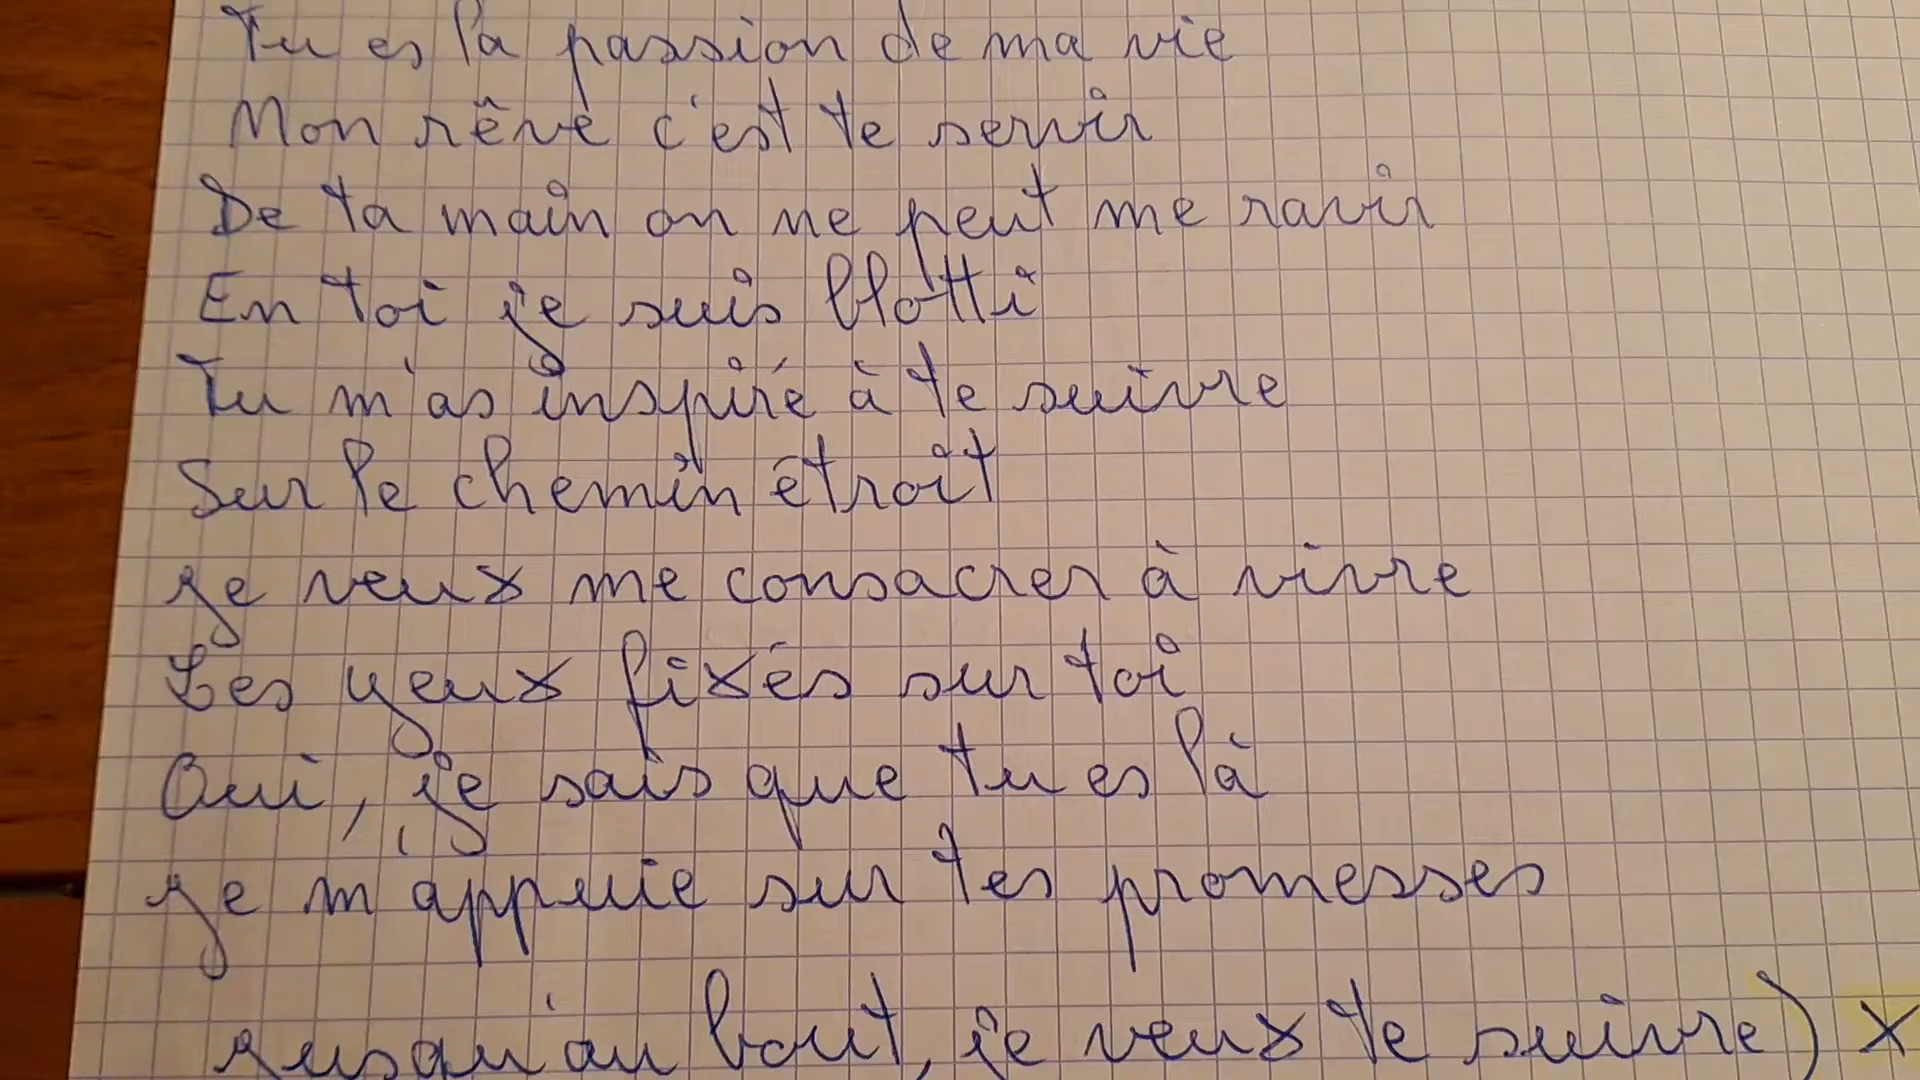 Tu es la passion de ma vie
Mon rêve c'est te servir
De ta main on ne peut me ravir
En toi je suis blotti
Tu m'as inspiré à te suivre
Sur le chemin étroit
Je veux me consacrer à vivre
Les yeux fixés sur toi
Oui, je sais que tu es là
Je m'appuie sur tes promesses
Jusqu'au bout, je veux te suivre) x